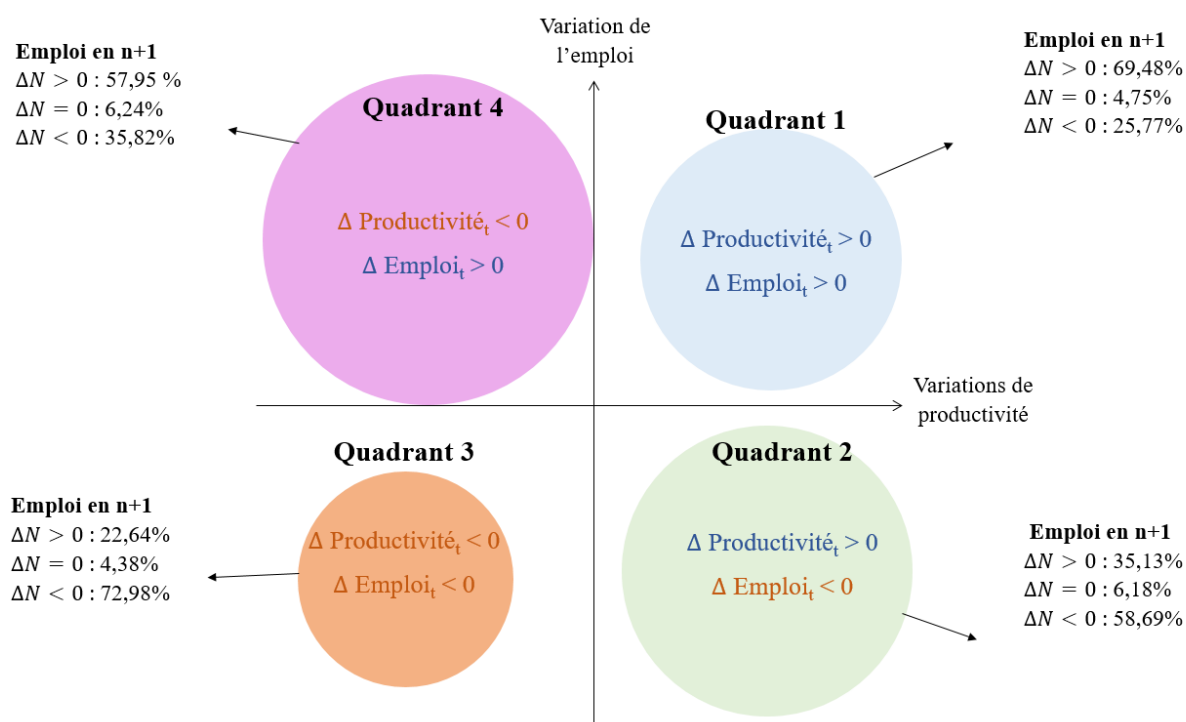 Variation de
l'emploi
Emploi en n+1
ΔN > 0 : 57,95 %
ΔN = 0 : 6,24%
ΔN < 0 : 35,82%
Quadrant 4
Δ Productivitéₜ < 0
Δ Emploiₜ > 0
Quadrant 1
Δ Productivitéₜ > 0
Δ Emploiₜ > 0
Emploi en n+1
ΔN > 0 : 69,48%
ΔN = 0 : 4,75%
ΔN < 0 : 25,77%
Variations de
productivité
Emploi en n+1
ΔN > 0 : 22,64%
ΔN = 0 : 4,38%
ΔN < 0 : 72,98%
Quadrant 3
Δ Productivitéₜ < 0
Δ Emploiₜ < 0
Quadrant 2
Δ Productivitéₜ > 0
Δ Emploiₜ < 0
Emploi en n+1
ΔN > 0 : 35,13%
ΔN = 0 : 6,18%
ΔN < 0 : 58,69%